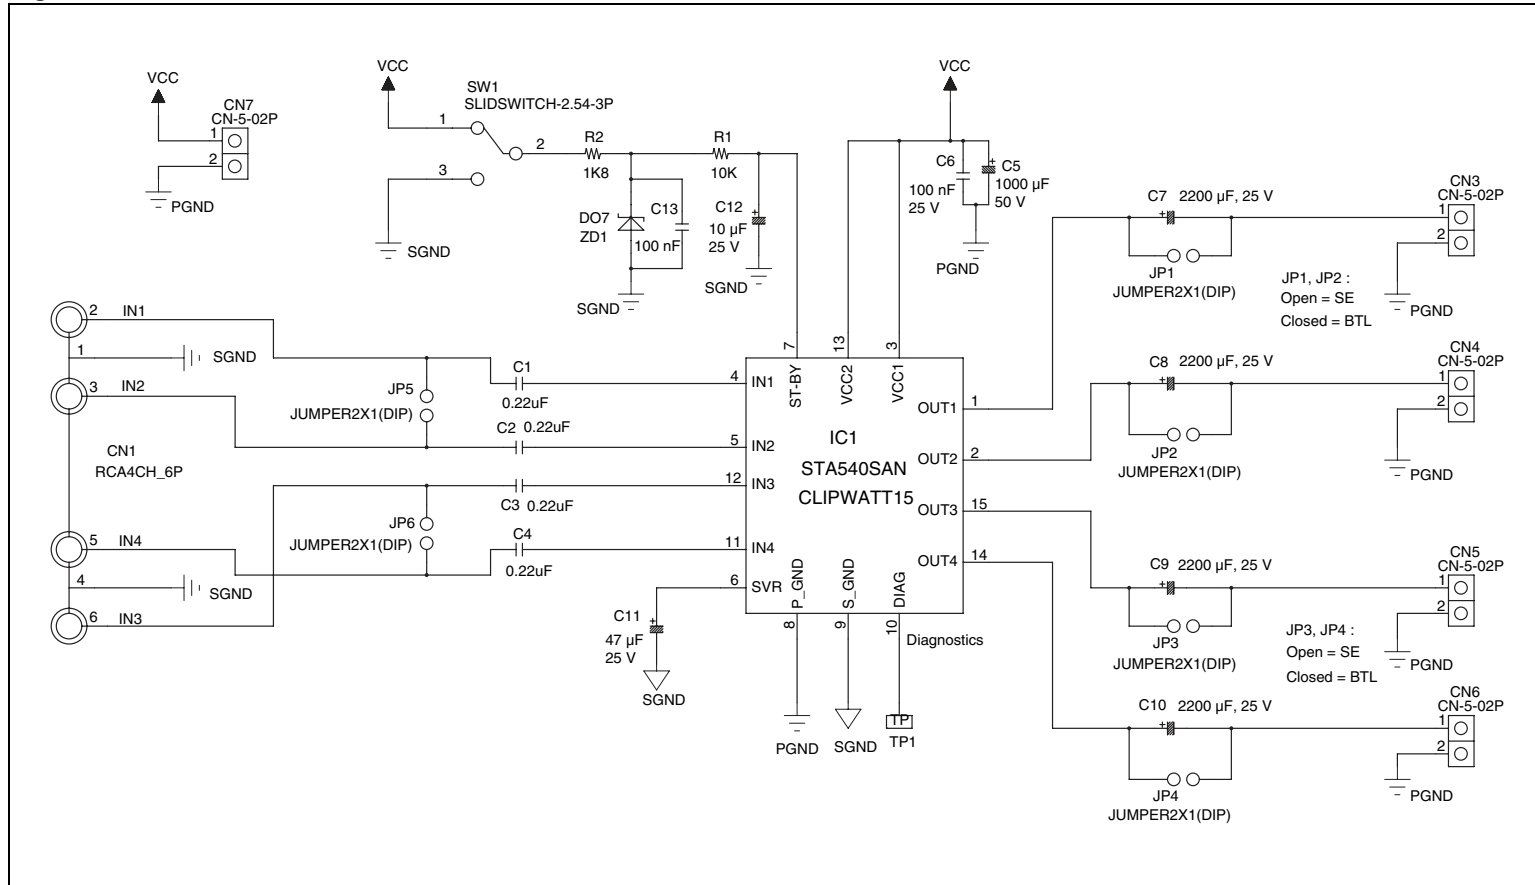 VCC
CN7
CN-5-02P
1
2
PGND
VCC
SW1
SLIDSWITCH-2.54-3P
1
2
3
SGND
R2
1K8
R1
10K
DO7
ZD1
C13
100 nF
SGND
C12
+
10 µF
25 V
SGND
VCC
C6
100 nF
25 V
+
C5
1000 µF
50 V
PGND
C7 2200 µF, 25 V
+
JP1
JUMPER2X1(DIP)
CN3
CN-5-02P
1
2
PGND
JP1, JP2 :
Open = SE
Closed = BTL
C8 2200 µF, 25 V
+
JP2
JUMPER2X1(DIP)
CN4
CN-5-02P
1
2
PGND
2 IN1
1 SGND
3 IN2
CN1
RCA4CH_6P
5 IN4
4 SGND
6 IN3
JP5
JUMPER2X1(DIP)
JP6
JUMPER2X1(DIP)
C1
0.22uF
C2 0.22uF
C3 0.22uF
C4
0.22uF
7 13 3
ST-BY VCC2 VCC1
4 IN1
5 IN2
12 IN3
11 IN4
6 SVR
IC1
STA540SAN
CLIPWATT15
OUT1 1
OUT2 2
OUT3 15
OUT4 14
P_GND S_GND DIAG
8 9 10
Diagnostics
C11
+
47 µF
25 V
SGND
PGND
SGND
TP
TP1
C9 2200 µF, 25 V
+
JP3
JUMPER2X1(DIP)
CN5
CN-5-02P
1
2
PGND
JP3, JP4 :
Open = SE
Closed = BTL
C10 2200 µF, 25 V
+
JP4
JUMPER2X1(DIP)
CN6
CN-5-02P
1
2
PGND